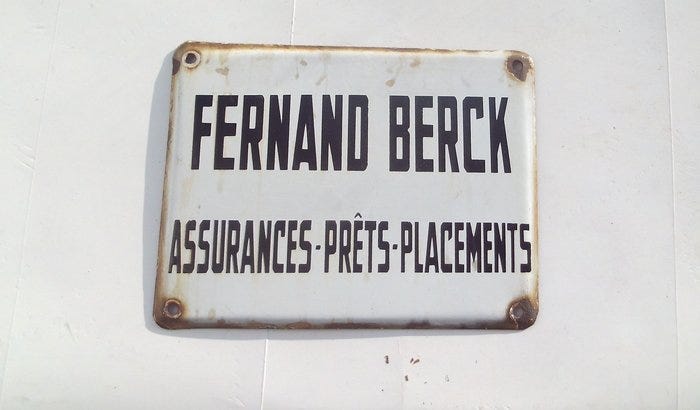 FERNAND BERCK
ASSURANCES-PRÊTS-PLACEMENTS